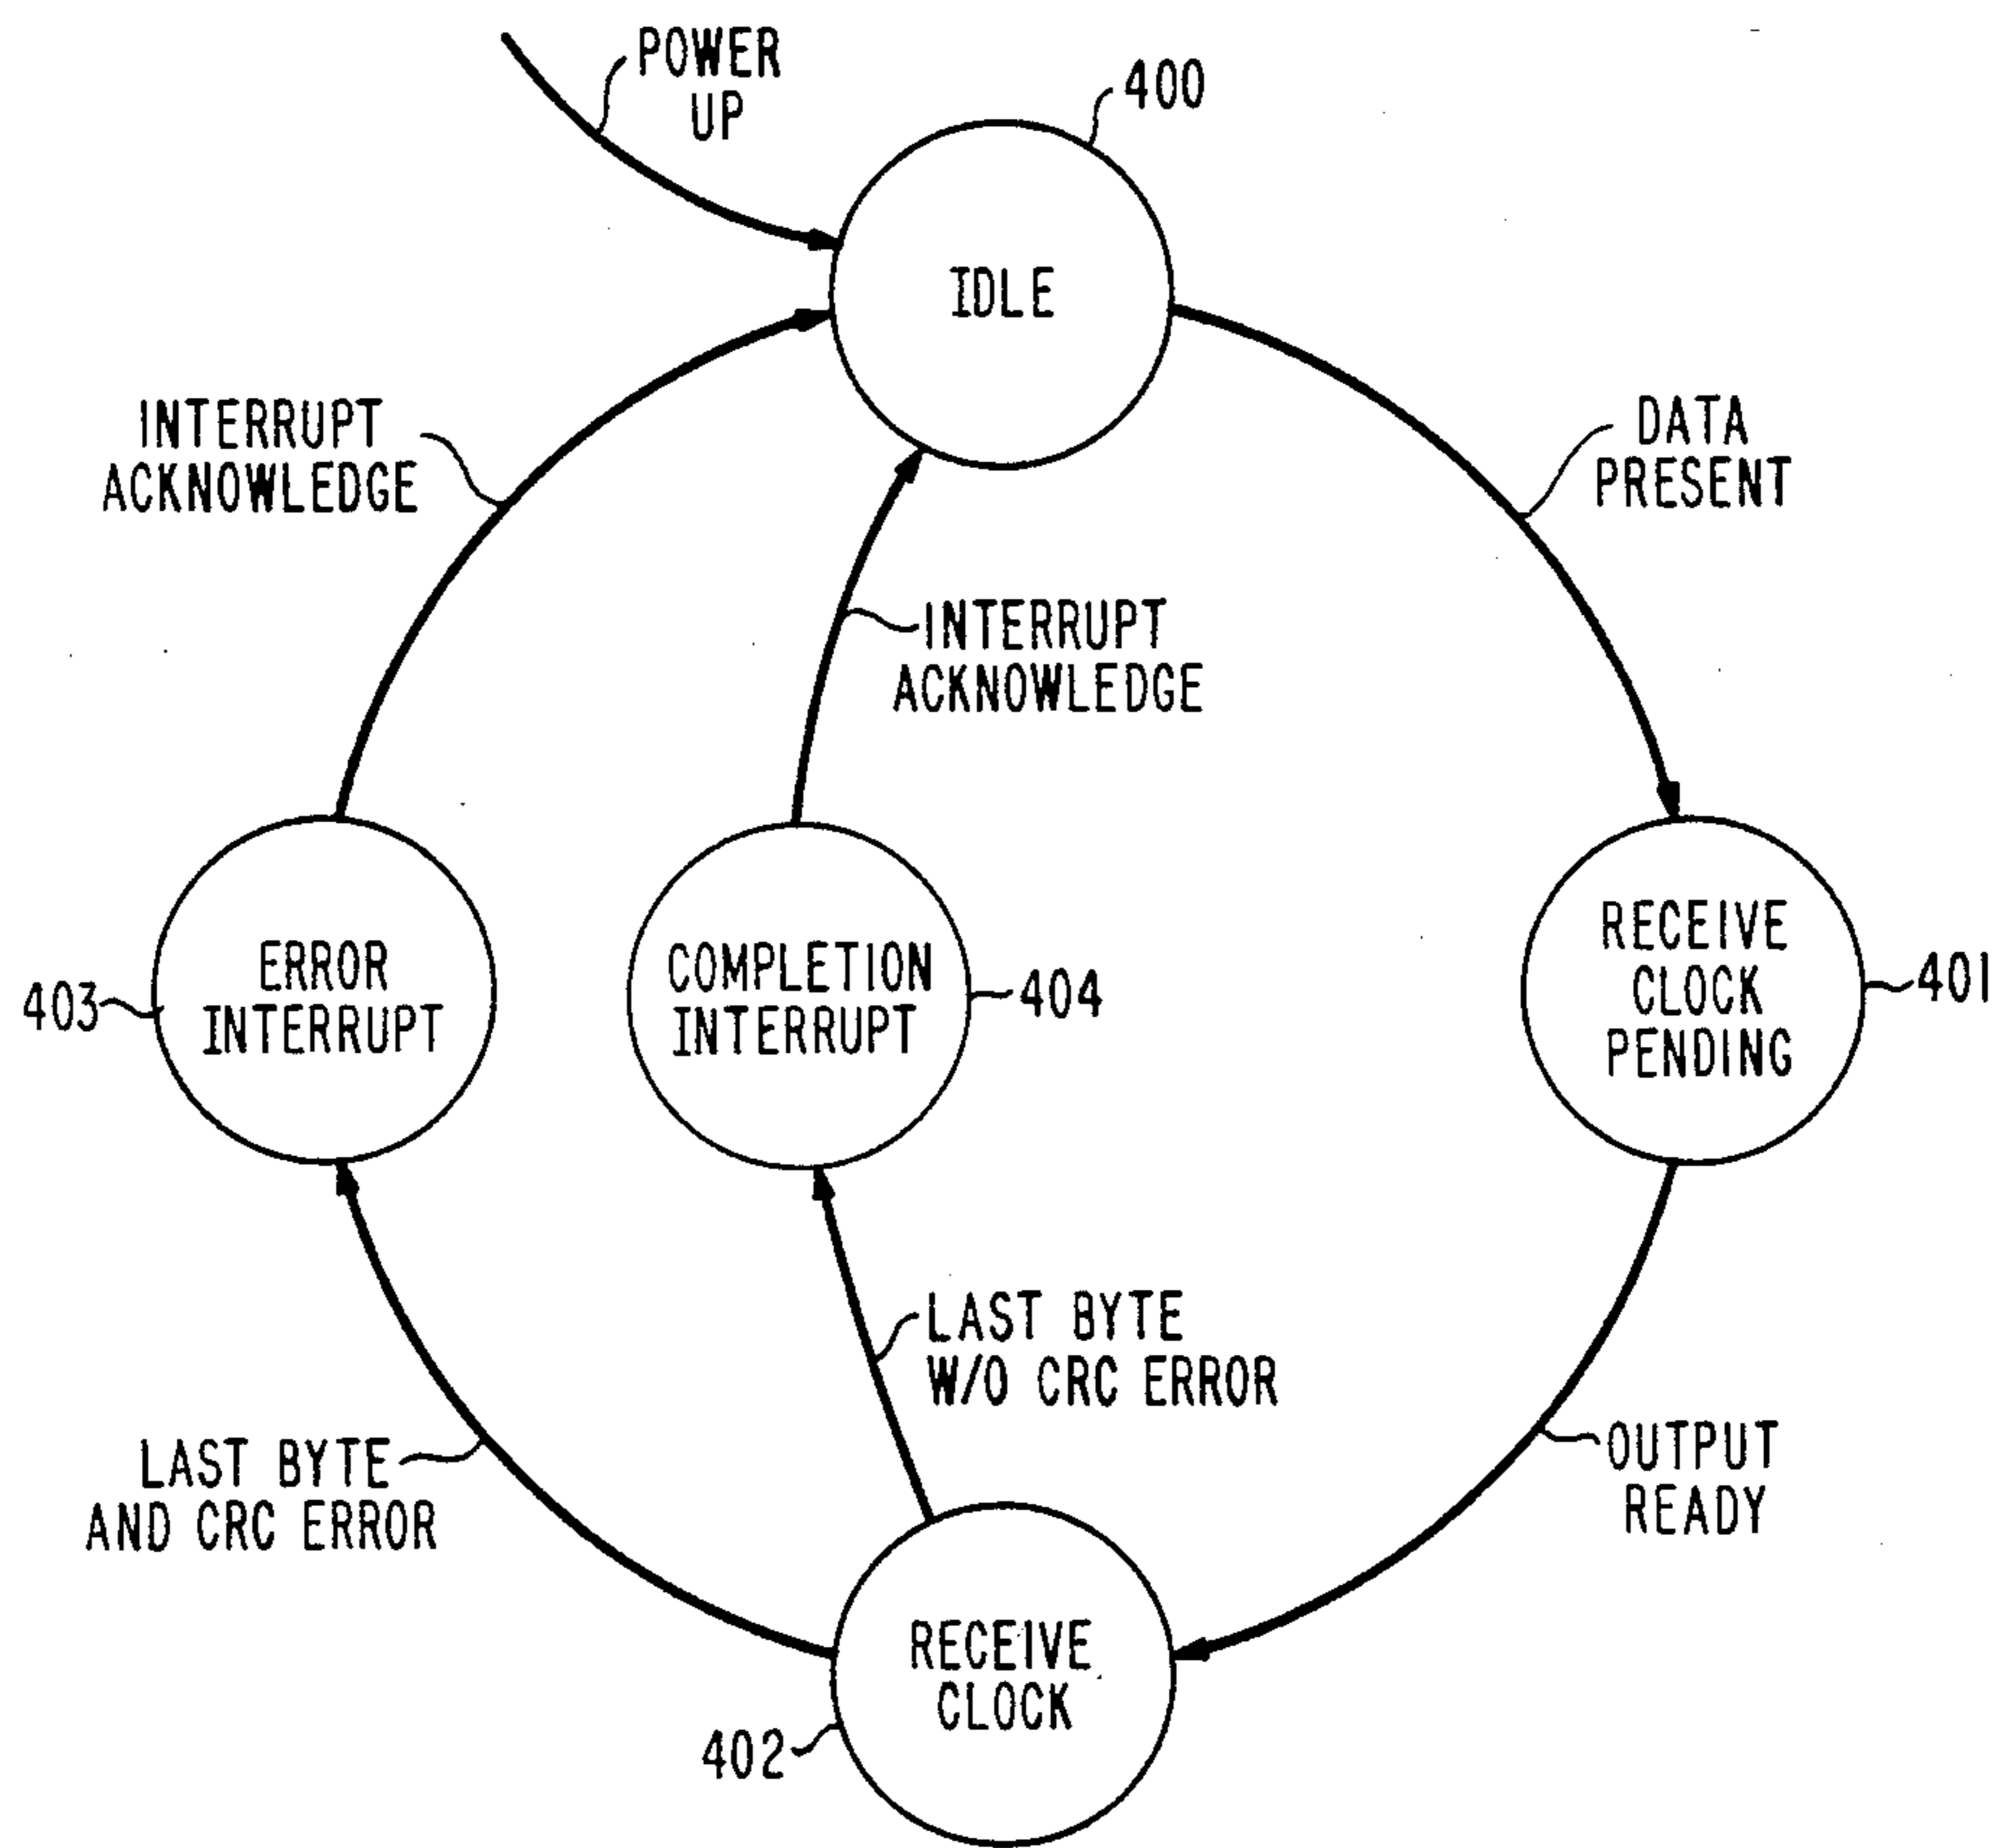 POWER
UP
400
IDLE
INTERRUPT
ACKNOWLEDGE
DATA
PRESENT
INTERRUPT
ACKNOWLEDGE
ERROR
INTERRUPT
403
COMPLETION
INTERRUPT
404
RECEIVE
CLOCK
PENDING
401
LAST BYTE
W/O CRC ERROR
LAST BYTE
AND CRC ERROR
OUTPUT
READY
RECEIVE
CLOCK
402